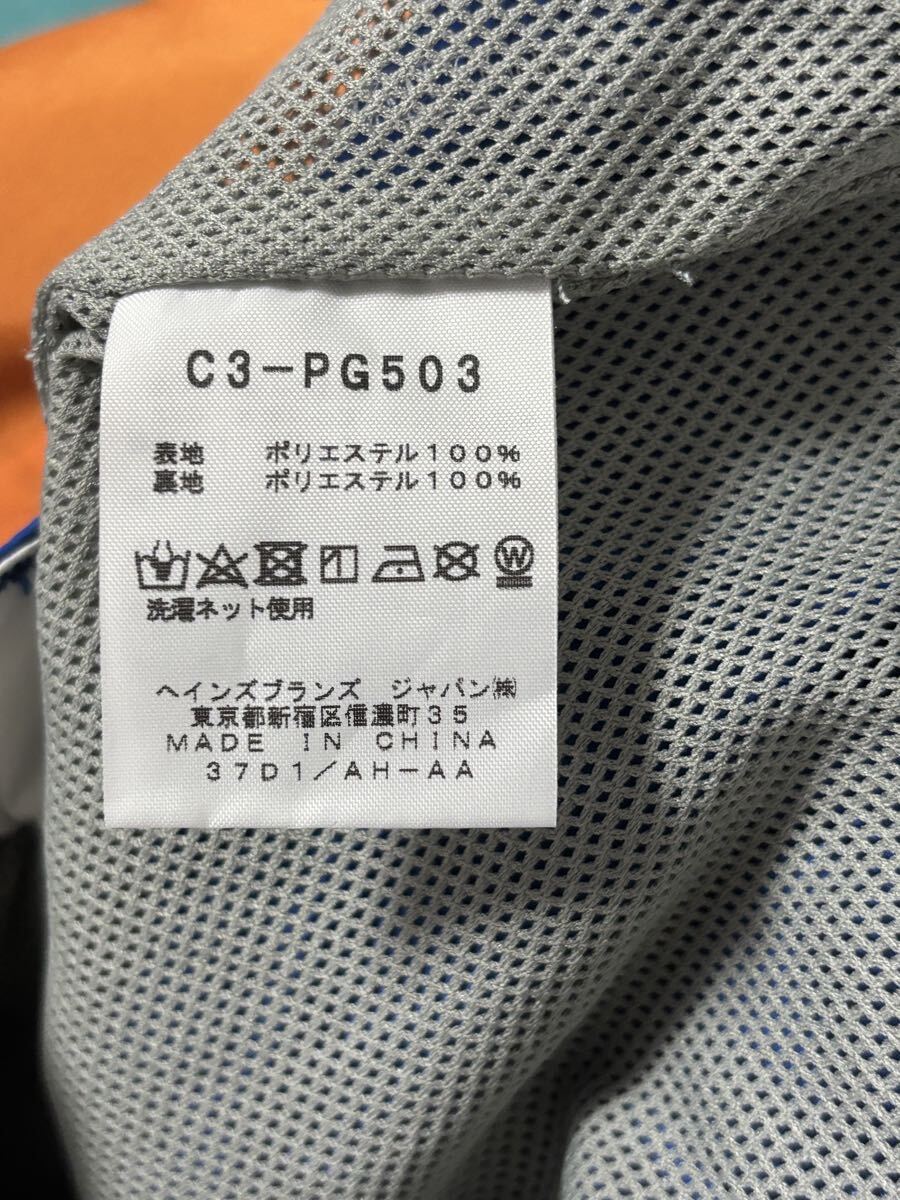 C3-PG503
表地 ポリエステル100%
裏地 ポリエステル100%
W
洗濯ネット使用
ヘインズブランズ ジャパン㈱
東京都新宿区信濃町35
MADE IN CHINA
37D1/AH-AA